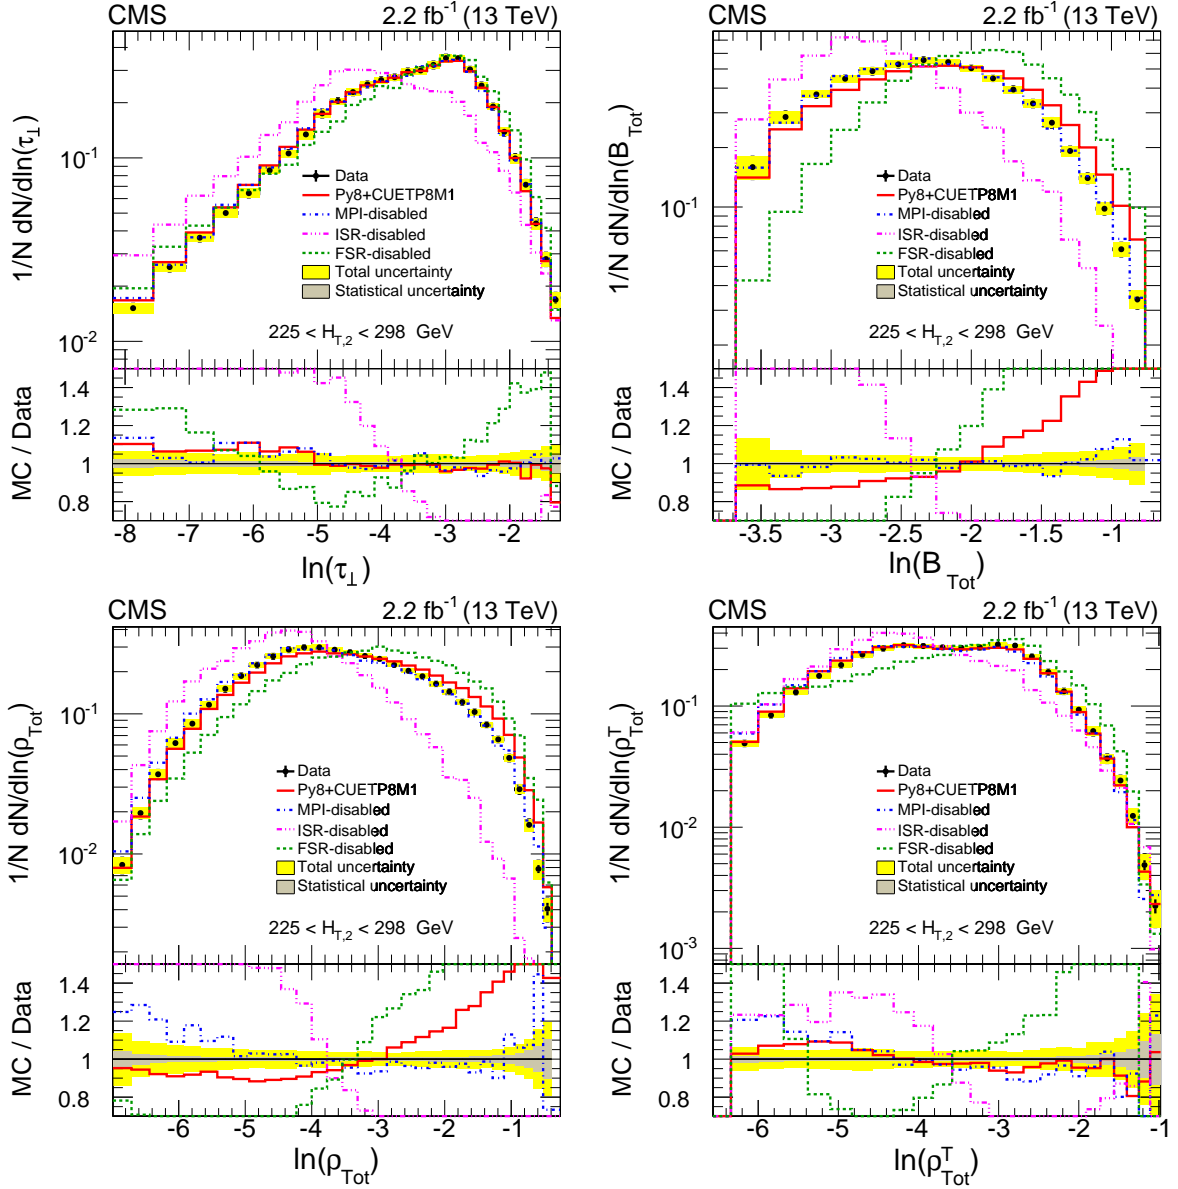 CMS 2.2 fb⁻¹ (13 TeV)
1/N dN/dln(τ⊥)
10⁻¹
10⁻²
Data
Py8+CUETP8M1
MPI-disabled
ISR-disabled
FSR-disabled
Total uncertainty
Statistical uncertainty
225 < H_T,2 < 298 GeV
MC / Data
1.4
1.2
1
0.8
-8 -7 -6 -5 -4 -3 -2
ln(τ⊥)
CMS 2.2 fb⁻¹ (13 TeV)
1/N dN/dln(B_Tot)
10⁻¹
Data
Py8+CUETP8M1
MPI-disabled
ISR-disabled
FSR-disabled
Total uncertainty
Statistical uncertainty
225 < H_T,2 < 298 GeV
MC / Data
1.4
1.2
1
0.8
-3.5 -3 -2.5 -2 -1.5 -1
ln(B_Tot)
CMS 2.2 fb⁻¹ (13 TeV)
1/N dN/dln(ρ_Tot)
10⁻¹
10⁻²
Data
Py8+CUETP8M1
MPI-disabled
ISR-disabled
FSR-disabled
Total uncertainty
Statistical uncertainty
225 < H_T,2 < 298 GeV
MC / Data
1.4
1.2
1
0.8
-6 -5 -4 -3 -2 -1
ln(ρ_Tot)
CMS 2.2 fb⁻¹ (13 TeV)
1/N dN/dln(ρ^T_Tot)
10⁻¹
10⁻²
10⁻³
Data
Py8+CUETP8M1
MPI-disabled
ISR-disabled
FSR-disabled
Total uncertainty
Statistical uncertainty
225 < H_T,2 < 298 GeV
MC / Data
1.4
1.2
1
0.8
-6 -5 -4 -3 -2 -1
ln(ρ^T_Tot)